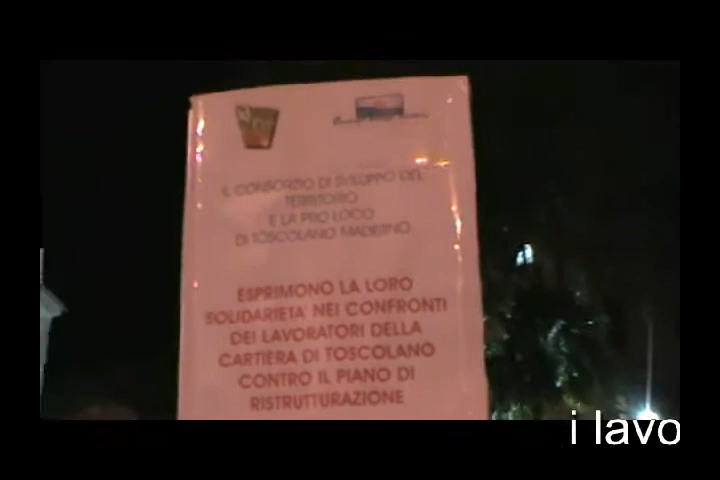 IL CONSORZIO DI SVILUPPO DEL
TERRITORIO
E LA PRO LOCO
DI TOSCOLANO MADERNO
ESPRIMONO LA LORO
SOLIDARIETA' NEI CONFRONTI
DEI LAVORATORI DELLA
CARTIERA DI TOSCOLANO
CONTRO IL PIANO DI
RISTRUTTURAZIONE
i lavo